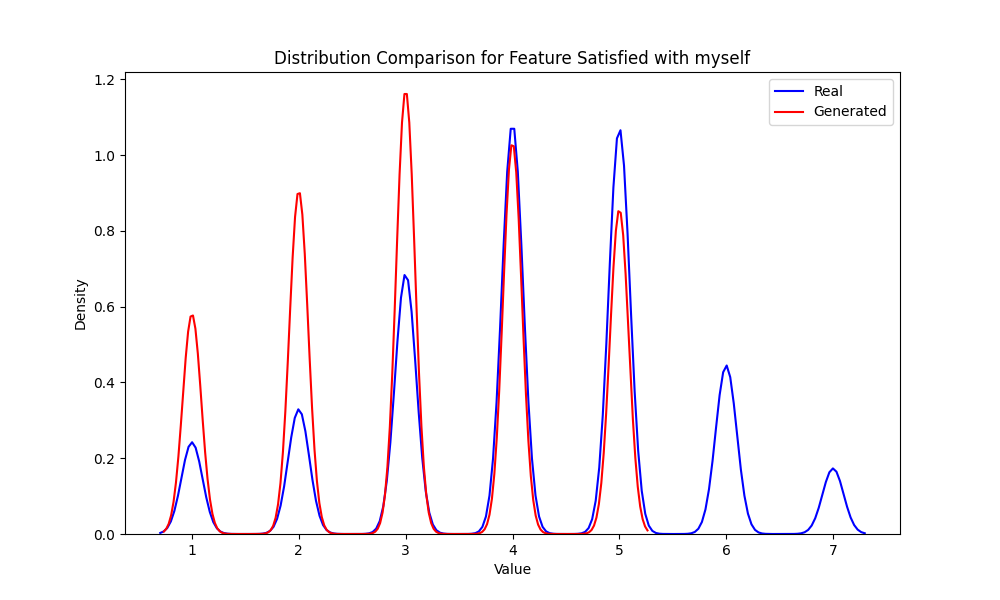 Distribution Comparison for Feature Satisfied with myself
Real
Generated
Density
1.2
1.0
0.8
0.6
0.4
0.2
0.0
1 2 3 4 5 6 7
Value